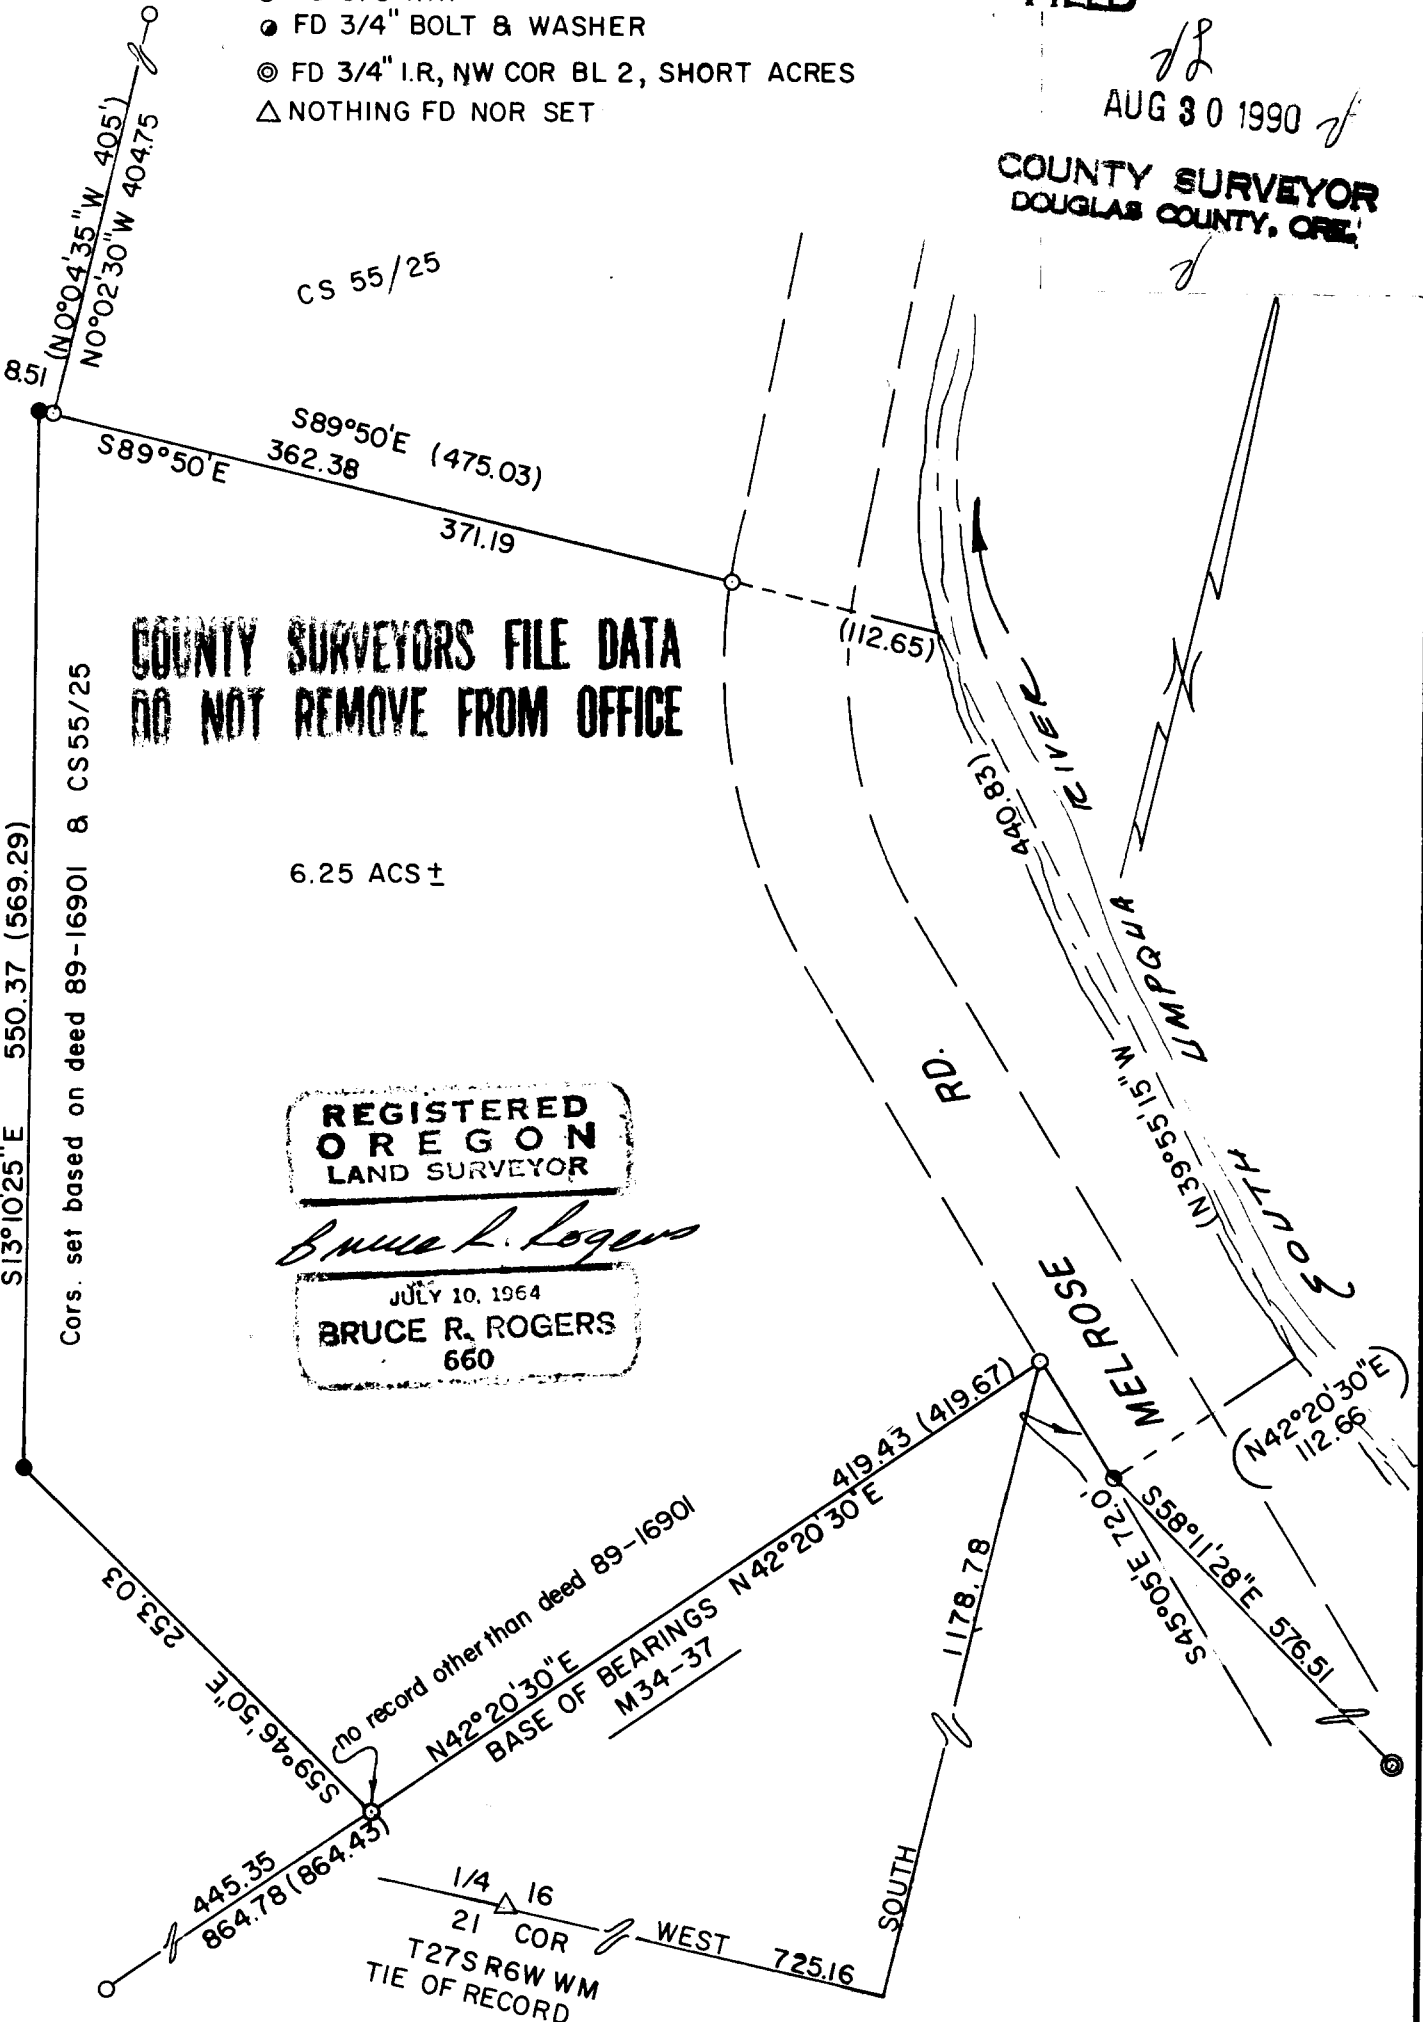 FD 3/4" BOLT & WASHER
FD 3/4" I.R, NW COR BL 2, SHORT ACRES
NOTHING FD NOR SET
FILED
AUG 30 1990
COUNTY SURVEYOR
DOUGLAS COUNTY, ORE.
(N0°04'35"W 405')
N0°02'30"W 404.75
CS 55/25
8.51
S89°50'E (475.03)
S89°50'E 362.38
371.19
(112.65)
COUNTY SURVEYORS FILE DATA
DO NOT REMOVE FROM OFFICE
S13°10'25"E 550.37 (569.29)
Cors. set based on deed 89-16901 & CS55/25
6.25 ACS±
(N39°55'15"W 440.83)
SOUTH UMPQUA RIVER
MELROSE RD.
REGISTERED
OREGON
LAND SURVEYOR
Bruce R. Rogers
JULY 10, 1964
BRUCE R. ROGERS
660
(N42°20'30"E
112.66)
419.43 (419.67)
N42°20'30"E
S45°05'E 72.0'
S58°11'28"E 576.51
S59°46'50"E 253.03
no record other than deed 89-16901
N42°20'30"E
BASE OF BEARINGS
M34-37
1178.78
SOUTH
445.35
864.78 (864.43)
1/4 16
21 COR
WEST 725.16
T27S R6W WM
TIE OF RECORD